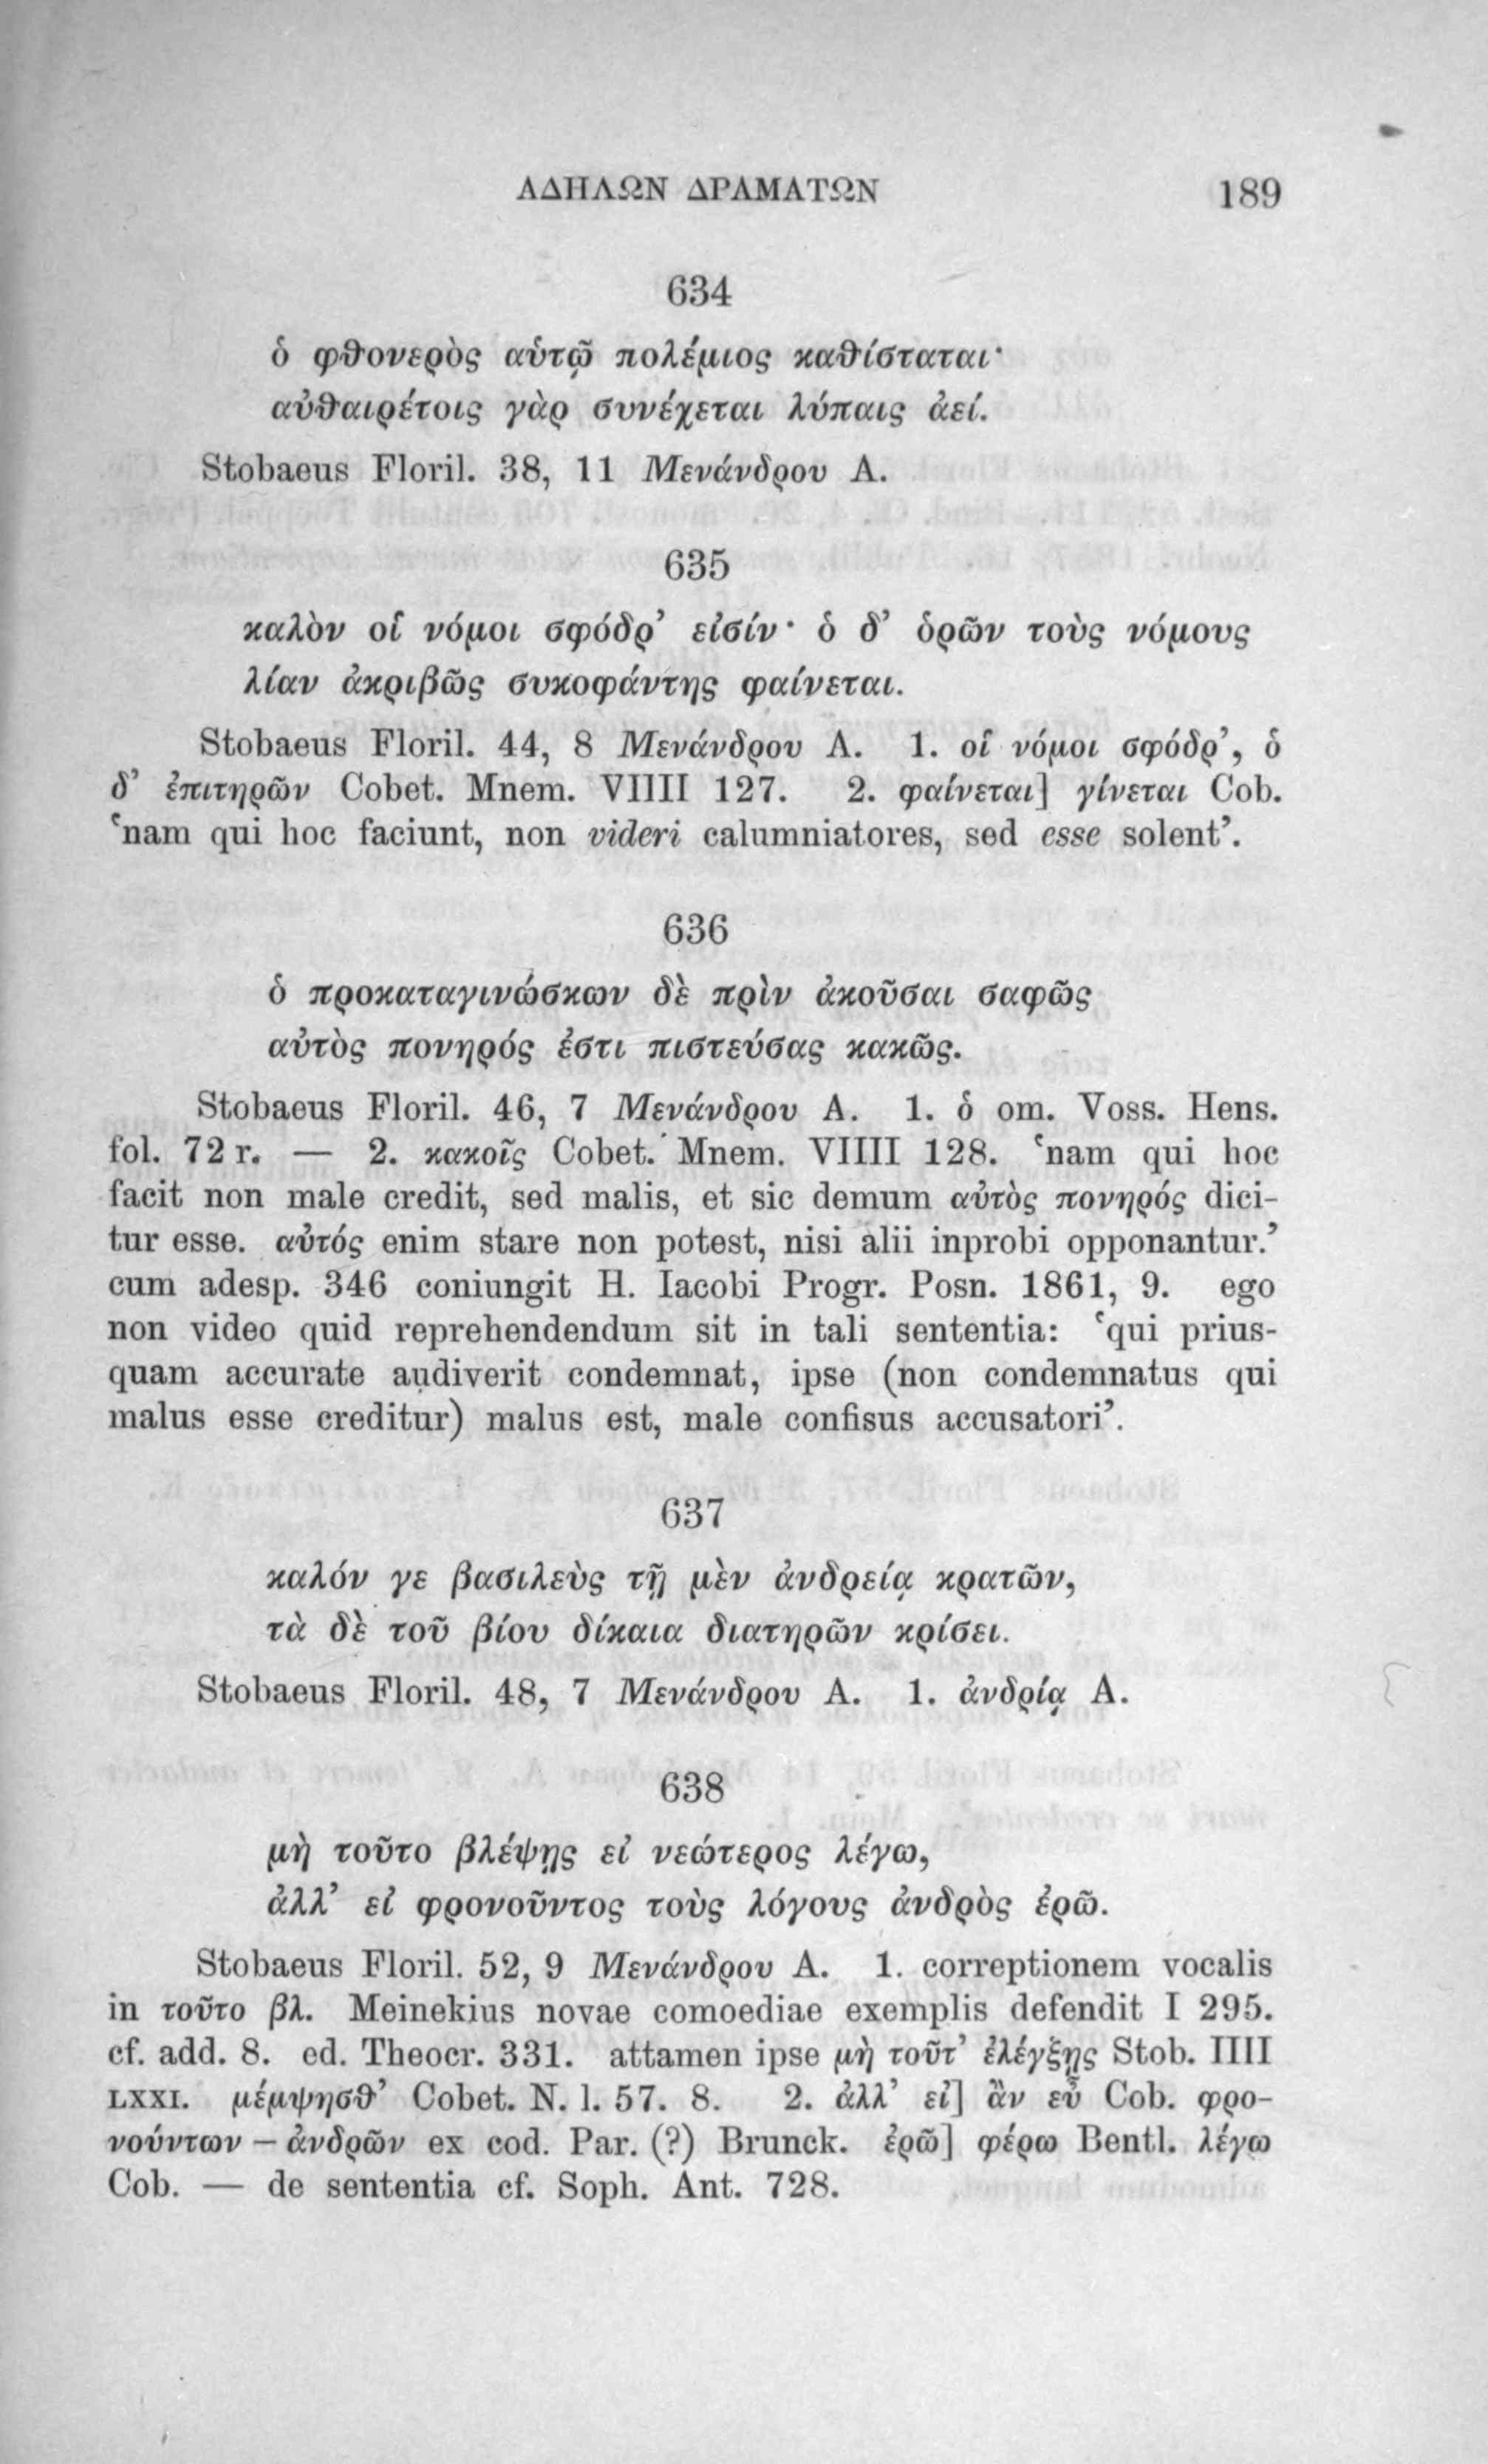 ΑΔΗΛΩΝ ΔΡΑΜΑΤΩΝ 189
634
ὁ φθονερὸς αὑτῷ πολέμιος καθίσταται·
αὐθαιρέτοις γὰρ συνέχεται λύπαις ἀεί.
Stobaeus Floril. 38, 11 Μενάνδρου A.
635
καλὸν οἱ νόμοι σφόδρ’ εἰσίν· ὁ δ’ ὁρῶν τοὺς νόμους
λίαν ἀκριβῶς συκοφάντης φαίνεται.
Stobaeus Floril. 44, 8 Μενάνδρου A. 1. οἱ νόμοι σφόδρ’, ὁ
δ’ ἐπιτηρῶν Cobet. Mnem. VIIII 127. 2. φαίνεται] γίνεται Cob.
‘nam qui hoc faciunt, non videri calumniatores, sed esse solent’.
636
ὁ προκαταγινώσκων δὲ πρὶν ἀκοῦσαι σαφῶς
αὐτὸς πονηρός ἐστι πιστεύσας κακῶς.
Stobaeus Floril. 46, 7 Μενάνδρου A. 1. ὁ om. Voss. Hens.
fol. 72 r. — 2. κακοῖς Cobet. Mnem. VIIII 128. ‘nam qui hoc
facit non male credit, sed malis, et sic demum αὐτὸς πονηρός dici-
tur esse. αὐτός enim stare non potest, nisi alii inprobi opponantur.’
cum adesp. 346 coniungit H. Iacobi Progr. Posn. 1861, 9. ego
non video quid reprehendendum sit in tali sententia: ‘qui prius-
quam accurate audiverit condemnat, ipse (non condemnatus qui
malus esse creditur) malus est, male confisus accusatori’.
637
καλόν γε βασιλεὺς τῇ μὲν ἀνδρείᾳ κρατῶν,
τὰ δὲ τοῦ βίου δίκαια διατηρῶν κρίσει.
Stobaeus Floril. 48, 7 Μενάνδρου A. 1. ἀνδρίᾳ A.
638
μὴ τοῦτο βλέψῃς εἰ νεώτερος λέγω,
ἀλλ’ εἰ φρονοῦντος τοὺς λόγους ἀνδρὸς ἐρῶ.
Stobaeus Floril. 52, 9 Μενάνδρου A. 1. correptionem vocalis
in τοῦτο βλ. Meinekius novae comoediae exemplis defendit I 295.
cf. add. 8. ed. Theocr. 331. attamen ipse μὴ τοῦτ’ ἐλέγξῃς Stob. IIII
LXXI. μέμψησθ’ Cobet. N. l. 57. 8. 2. ἀλλ’ εἰ] ἂν εὖ Cob. φρο-
νούντων – ἀνδρῶν ex cod. Par. (?) Brunck. ἐρῶ] φέρω Bentl. λέγω
Cob. — de sententia cf. Soph. Ant. 728.